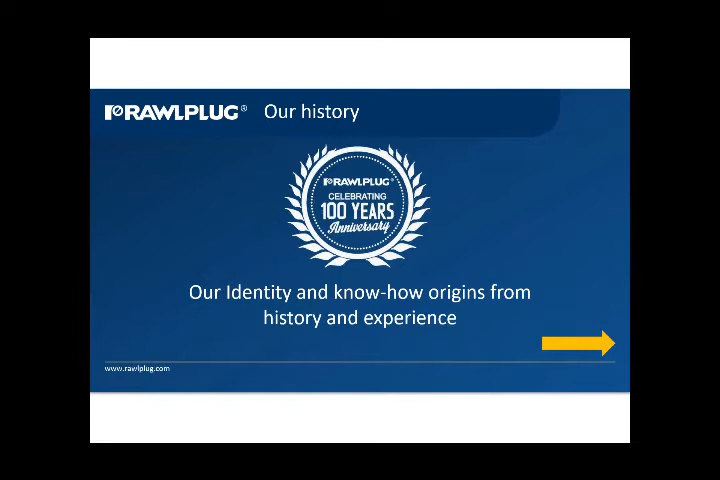 RAWLPLUG® Our history
RAWLPLUG®
CELEBRATING
100 YEARS
Anniversary
Our Identity and know-how origins from
history and experience
www.rawlplug.com